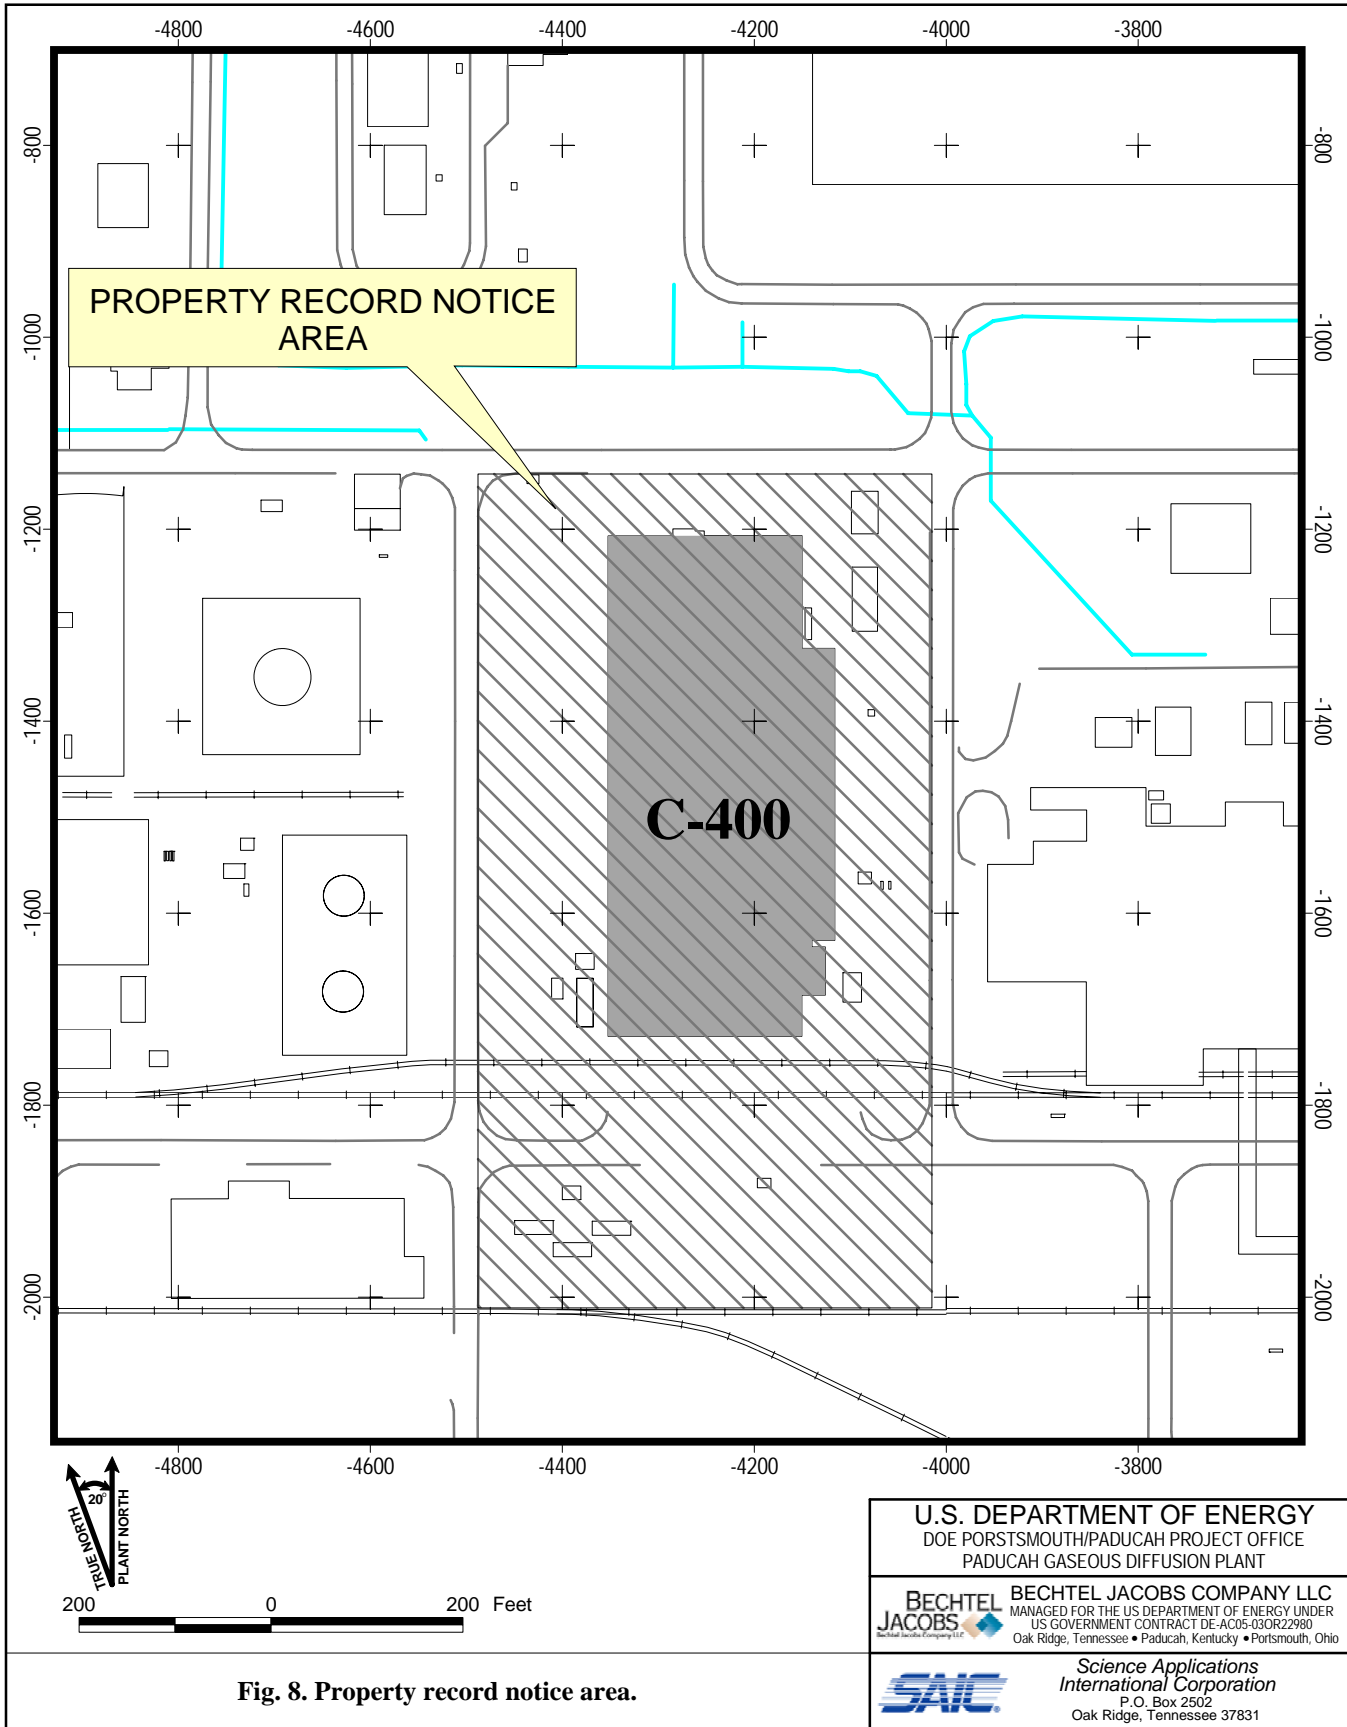 -4800 -4600 -4400 -4200 -4000 -3800
-800 -800
PROPERTY RECORD NOTICE
AREA
-1000 -1000
-1200 -1200
-1400 -1400
C-400
-1600 -1600
-1800 -1800
-2000 -2000
-4800 -4600 -4400 -4200 -4000 -3800
20°
TRUE NORTH
PLANT NORTH
200 0 200 Feet
U.S. DEPARTMENT OF ENERGY
DOE PORSTSMOUTH/PADUCAH PROJECT OFFICE
PADUCAH GASEOUS DIFFUSION PLANT
BECHTEL
JACOBS
Bechtel Jacobs Company LLC
BECHTEL JACOBS COMPANY LLC
MANAGED FOR THE US DEPARTMENT OF ENERGY UNDER
US GOVERNMENT CONTRACT DE-AC05-03OR22980
Oak Ridge, Tennessee • Paducah, Kentucky • Portsmouth, Ohio
SAIC
Science Applications
International Corporation
P.O. Box 2502
Oak Ridge, Tennessee 37831
Fig. 8. Property record notice area.